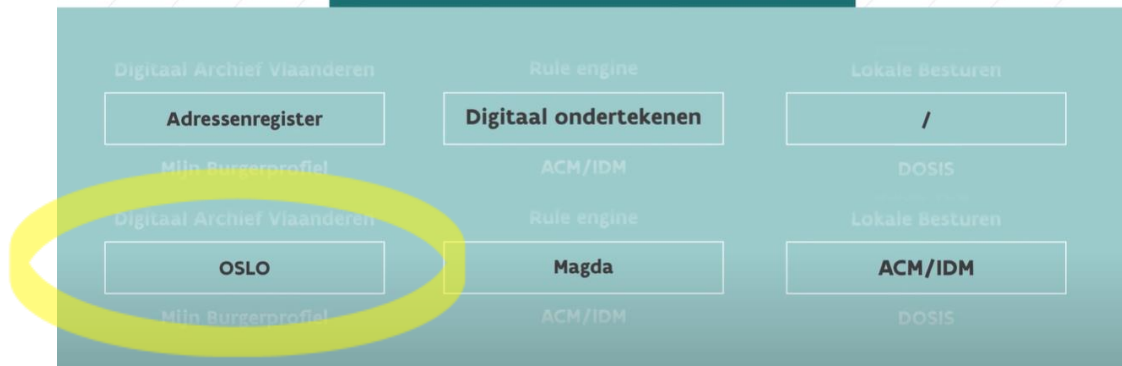 Digitaal Archief Vlaanderen Rule engine Lokale Besturen
Adressenregister Digitaal ondertekenen /
Mijn Burgerprofiel ACM/IDM DOSIS
Digitaal Archief Vlaanderen Rule engine Lokale Besturen
OSLO Magda ACM/IDM
Mijn Burgerprofiel ACM/IDM DOSIS